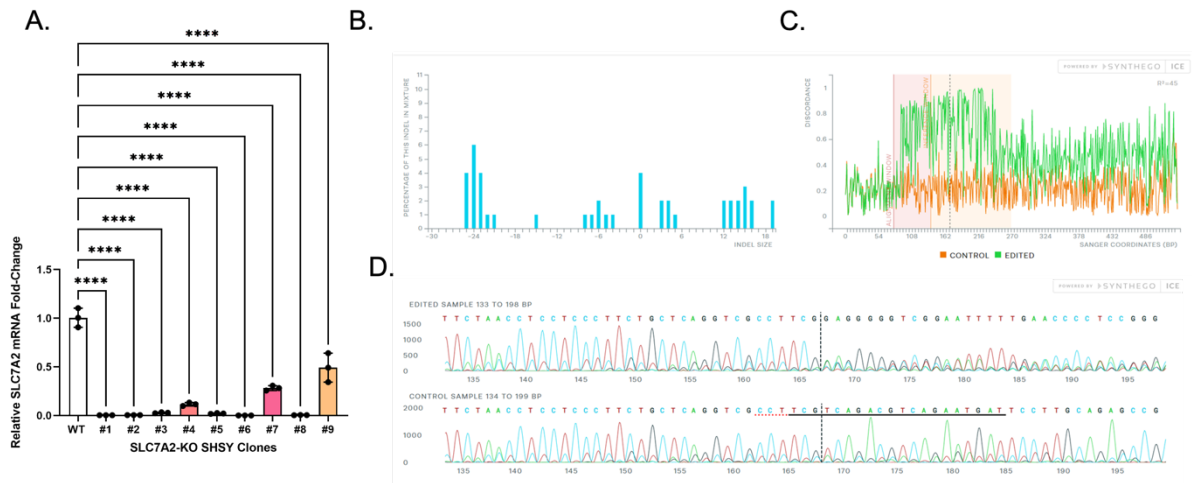 A.
****
****
****
****
****
****
****
****
****
Relative SLC7A2 mRNA Fold-Change
1.5
1.0
0.5
0.0
WT #1 #2 #3 #4 #5 #6 #7 #8 #9
SLC7A2-KO SHSY Clones
B.
PERCENTAGE OF THIS INDEL IN MIXTURE
11
10
9
8
7
6
5
4
3
2
1
0
-30 -24 -18 -12 -6 0 6 12 18
INDEL SIZE
C.
POWERED BY SYNTHEGO | ICE
R²=45
DISCORDANCE
1
0.8
0.6
0.4
0.2
0
0 54 108 162 216 270 324 378 432 486
SANGER COORDINATES (BP)
CONTROL EDITED
D.
POWERED BY SYNTHEGO | ICE
EDITED SAMPLE 133 TO 198 BP
T T C T A A C C T C C T C C C T T C T G C T C A G G T C G C C T T C G G A G G G G G T C G G A A T T T T T G A A C C C C T C C G G G
1500
1000
500
0
135 140 145 150 155 160 165 170 175 180 185 190 195
CONTROL SAMPLE 134 TO 199 BP
T T C T A A C C T C C T C C C T T C T G C T C A G G T C G C C T T C G T C A G A C G T C A G A A T G A T T C C T T G C A G A G C C G
2000
1000
0
135 140 145 150 155 160 165 170 175 180 185 190 195